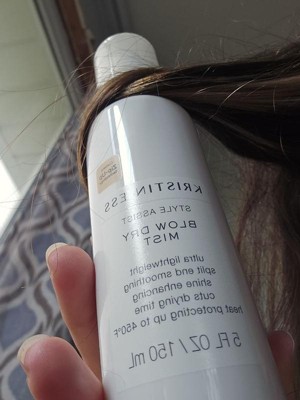 KRISTIN ESS
STYLE ASSIST
BLOW DRY
MIST
ultra lightweight
split end smoothing
shine enhancing
cuts drying time
heat protecting up to 450°F
5 FL OZ / 150 mL